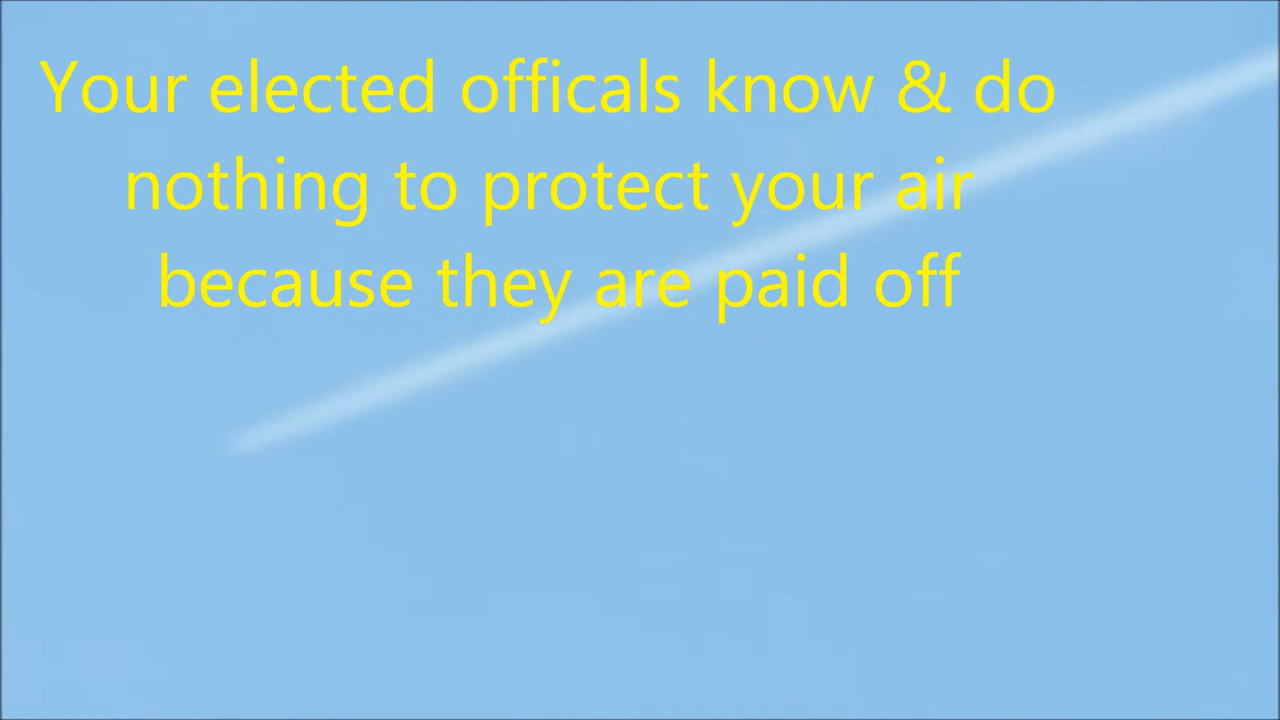 Your elected officals know & do
nothing to protect your air
because they are paid off